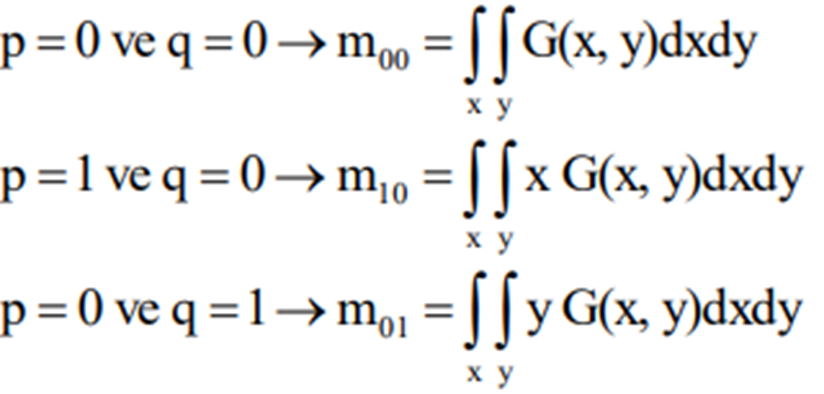 p = 0 ve q = 0 → m₀₀ = ∫∫ G(x, y)dxdy
x y
p = 1 ve q = 0 → m₁₀ = ∫∫ x G(x, y)dxdy
x y
p = 0 ve q = 1 → m₀₁ = ∫∫ y G(x, y)dxdy
x y